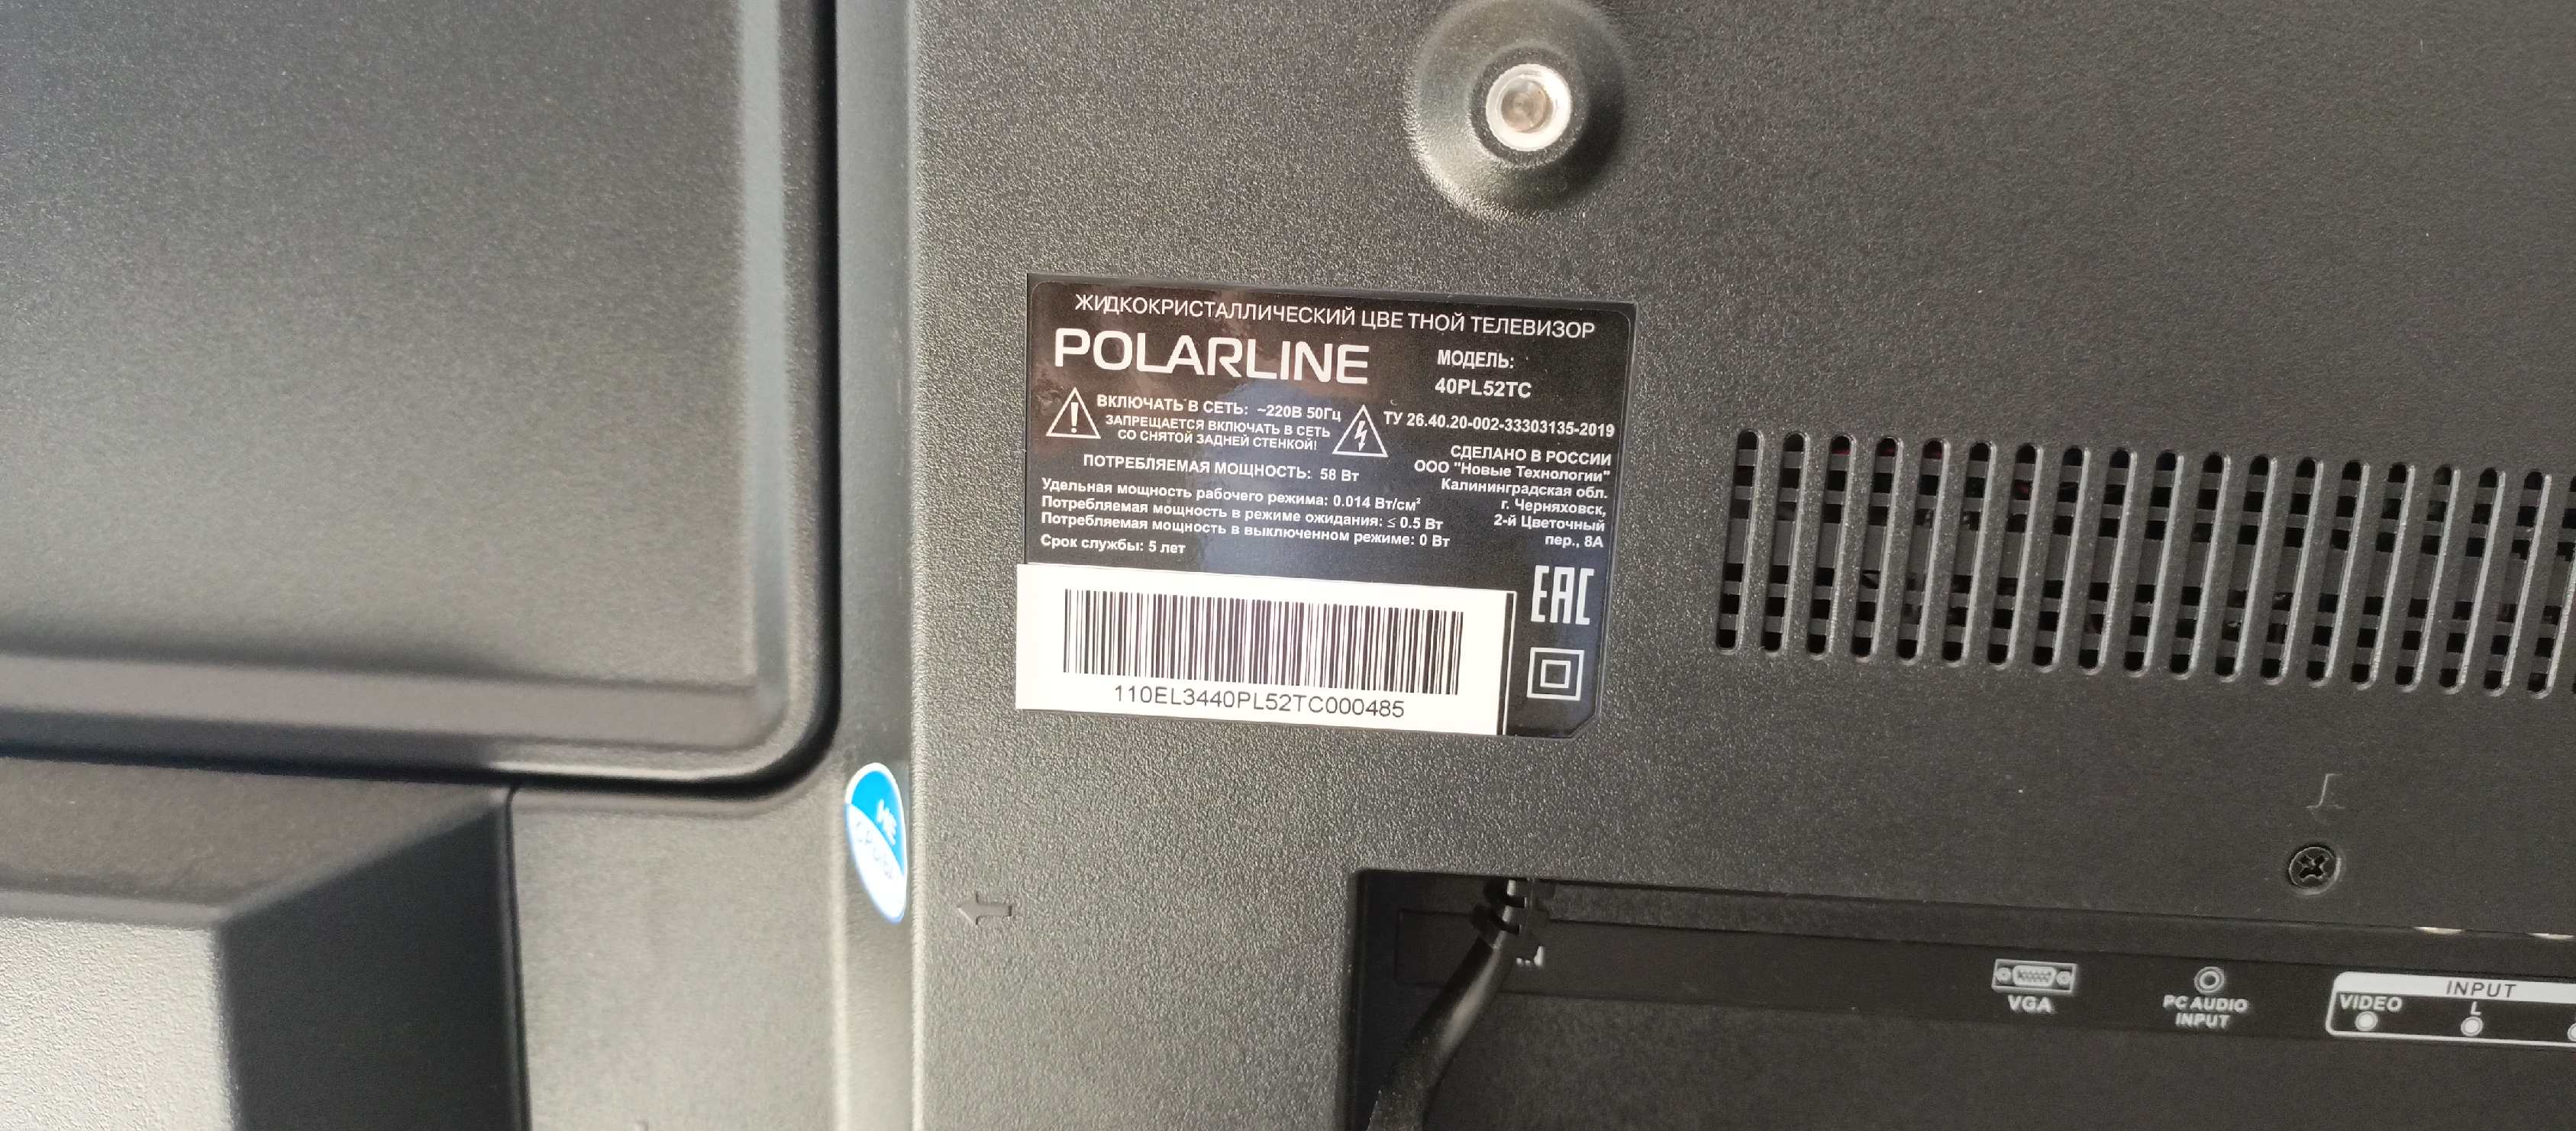 ЖИДКОКРИСТАЛЛИЧЕСКИЙ ЦВЕ ТНОЙ ТЕЛЕВИЗОР
POLARLINE
МОДЕЛЬ:
40PL52TC
ВКЛЮЧАТЬ В СЕТЬ: ~220В 50Гц
ЗАПРЕЩАЕТСЯ ВКЛЮЧАТЬ В СЕТЬ
СО СНЯТОЙ ЗАДНЕЙ СТЕНКОЙ!
ТУ 26.40.20-002-33303135-2019
ПОТРЕБЛЯЕМАЯ МОЩНОСТЬ: 58 Вт
СДЕЛАНО В РОССИИ
ООО "Новые Технологии"
Калининградская обл.
г. Черняховск,
2-й Цветочный
пер., 8А
Удельная мощность рабочего режима: 0.014 Вт/см²
Потребляемая мощность в режиме ожидания: ≤ 0.5 Вт
Потребляемая мощность в выключенном режиме: 0 Вт
Срок службы: 5 лет
EAC
110EL3440PL52TC000485
НЕ
VGA
PC AUDIO
INPUT
INPUT
VIDEO
L